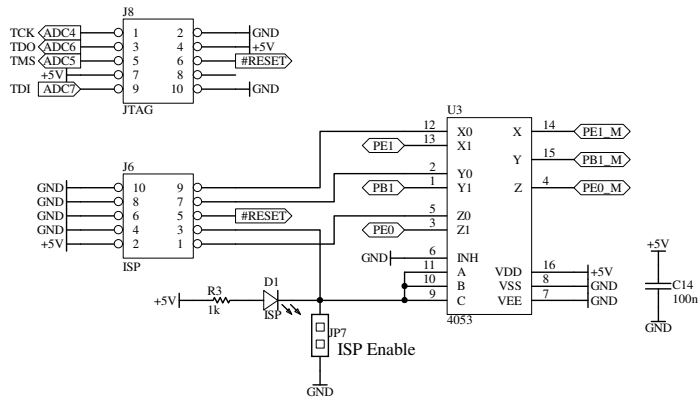 J8
TCK ADC4 1 2 GND
TDO ADC6 3 4 +5V
TMS ADC5 5 6 #RESET
+5V 7 8
TDI ADC7 9 10 GND
JTAG
U3
12 X0 X 14 PE1_M
PE1 13 X1
Y 15 PB1_M
J6
2 Y0
GND 10 9
PB1 1 Y1 Z 4 PE0_M
GND 8 7
GND 6 5 #RESET
5 Z0
GND 4 3
PE0 3 Z1
+5V 2 1
ISP
GND 6 INH
11 A VDD 16 +5V
10 B VSS 8 GND
9 C VEE 7 GND
4053
+5V
C14
100n
GND
+5V R3 D1
1k ISP
JP7
ISP Enable
GND